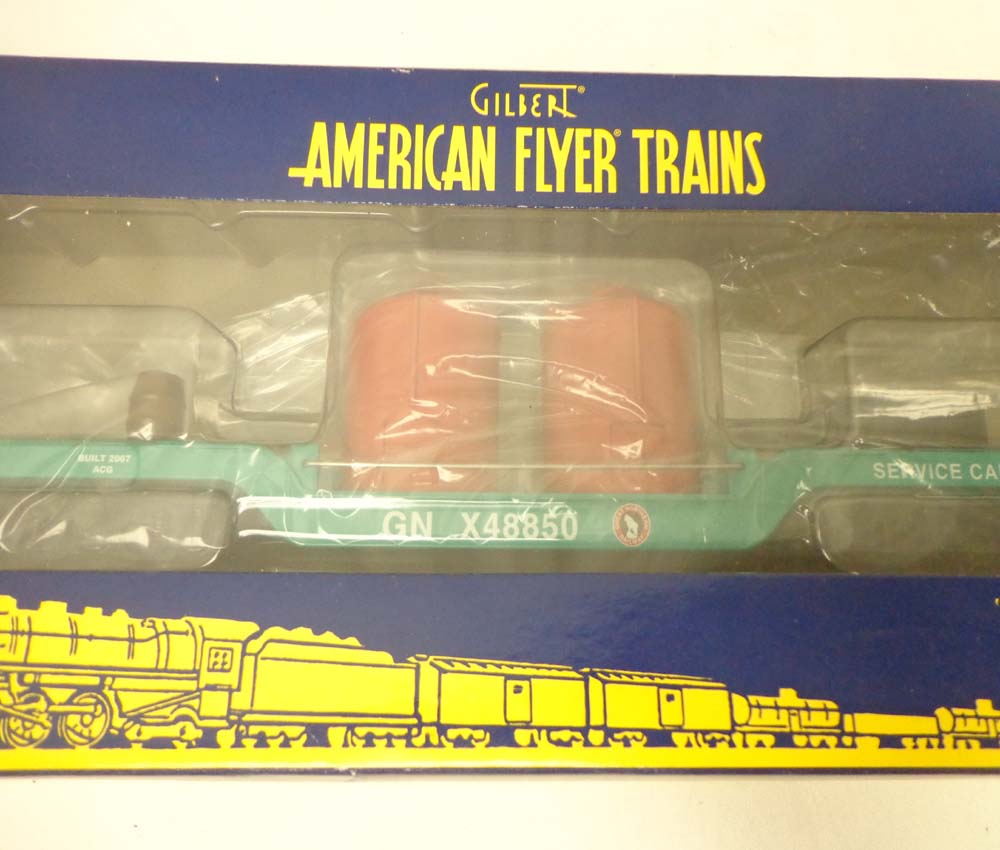 GILBERT®
AMERICAN FLYER® TRAINS
BUILT 2007
ACG
SERVICE CA
GN X48850